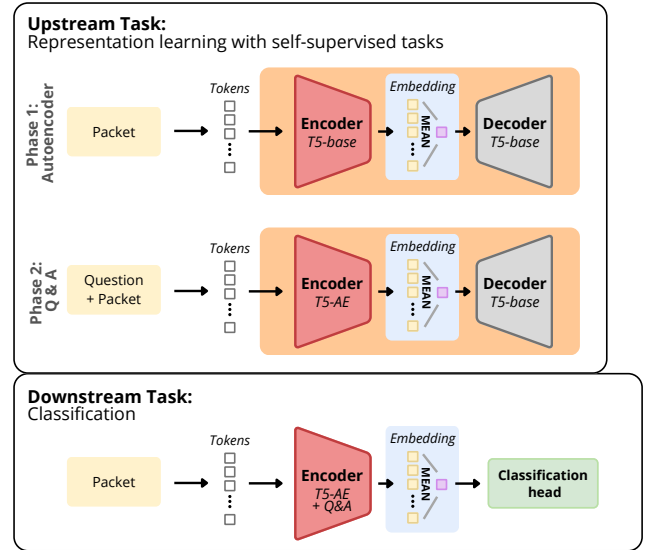 Upstream Task:
Representation learning with self-supervised tasks
Phase 1:
Autoencoder
Packet
Tokens
Encoder
T5-base
Embedding
MEAN
Decoder
T5-base
Phase 2:
Q & A
Question
+ Packet
Tokens
Encoder
T5-AE
Embedding
MEAN
Decoder
T5-base
Downstream Task:
Classification
Packet
Tokens
Encoder
T5-AE
+ Q&A
Embedding
MEAN
Classification
head